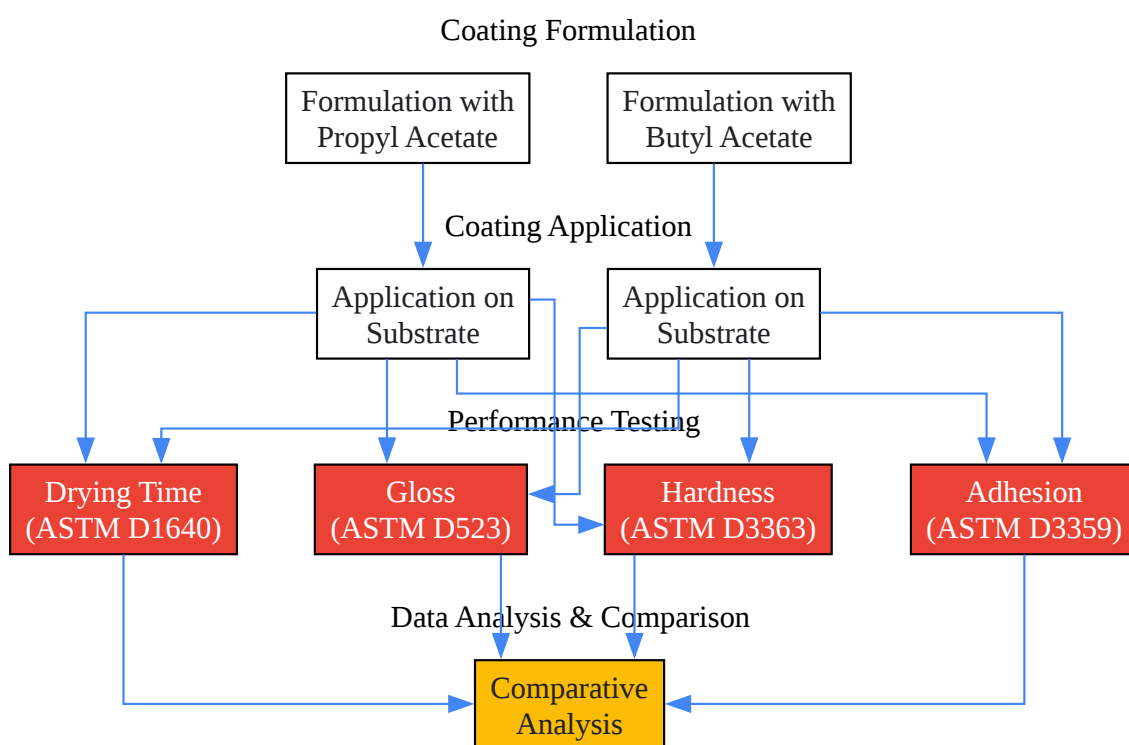 Coating Formulation
Formulation with
Propyl Acetate
Formulation with
Butyl Acetate
Coating Application
Application on
Substrate
Application on
Substrate
Performance Testing
Drying Time
(ASTM D1640)
Gloss
(ASTM D523)
Hardness
(ASTM D3363)
Adhesion
(ASTM D3359)
Data Analysis & Comparison
Comparative
Analysis